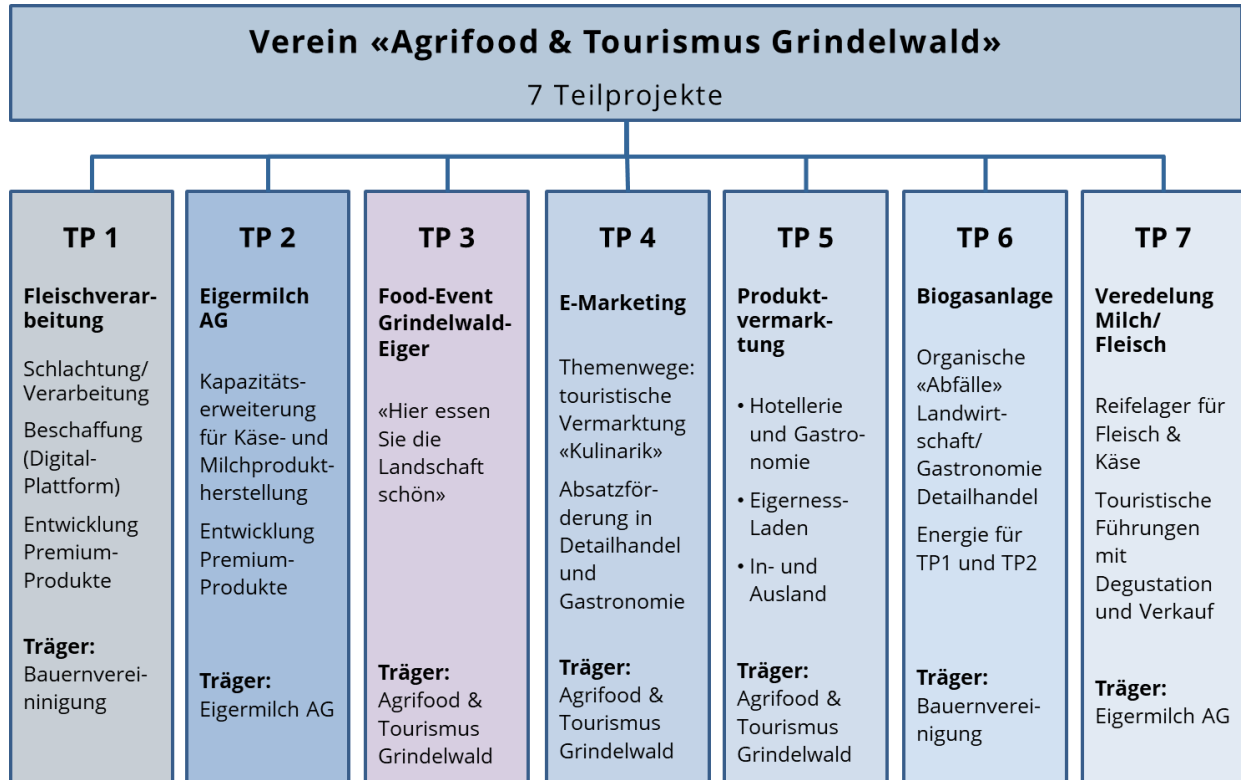 Verein «Agrifood & Tourismus Grindelwald»
7 Teilprojekte
TP 1
Fleischverar-
beitung
Schlachtung/
Verarbeitung
Beschaffung
(Digital-
Plattform)
Entwicklung
Premium-
Produkte
Träger:
Bauernverei-
ninigung
TP 2
Eigermilch
AG
Kapazitäts-
erweiterung
für Käse- und
Milchprodukt-
herstellung
Entwicklung
Premium-
Produkte
Träger:
Eigermilch AG
TP 3
Food-Event
Grindelwald-
Eiger
«Hier essen
Sie die
Landschaft
schön»
Träger:
Agrifood &
Tourismus
Grindelwald
TP 4
E-Marketing
Themenwege:
touristische
Vermarktung
«Kulinarik»
Absatzför-
derung in
Detailhandel
und
Gastronomie
Träger:
Agrifood &
Tourismus
Grindelwald
TP 5
Produkt-
vermark-
tung
• Hotellerie
und Gastro-
nomie
• Eigerness-
Laden
• In- und
Ausland
Träger:
Agrifood &
Tourismus
Grindelwald
TP 6
Biogasanlage
Organische
«Abfälle»
Landwirt-
schaft/
Gastronomie
Detailhandel
Energie für
TP1 und TP2
Träger:
Bauernverei-
nigung
TP 7
Veredelung
Milch/
Fleisch
Reifelager für
Fleisch &
Käse
Touristische
Führungen
mit
Degustation
und Verkauf
Träger:
Eigermilch AG